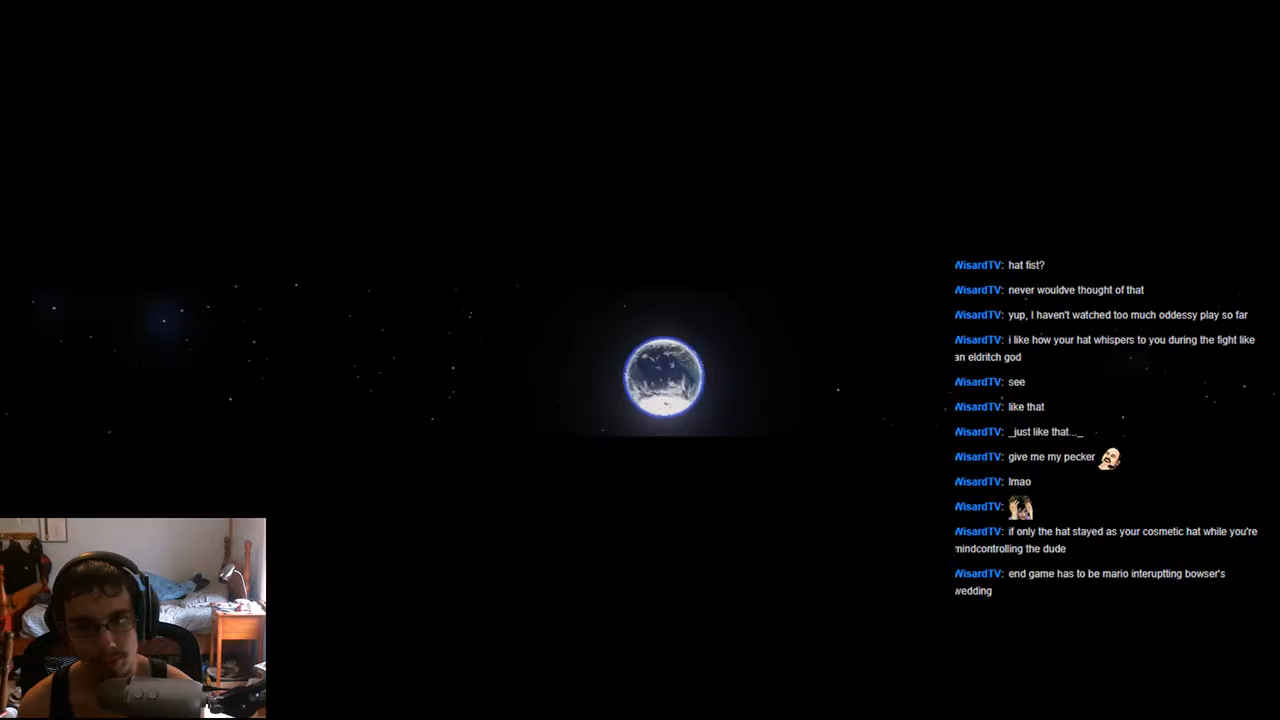 WisardTV: hat fist?
WisardTV: never wouldve thought of that
WisardTV: yup, I haven't watched too much oddessy play so far
WisardTV: i like how your hat whispers to you during the fight like
an eldritch god
WisardTV: see
WisardTV: like that
WisardTV: _just like that..._
WisardTV: give me my pecker
WisardTV: lmao
WisardTV:
WisardTV: if only the hat stayed as your cosmetic hat while you're
mindcontrolling the dude
WisardTV: end game has to be mario interuptting bowser's
wedding